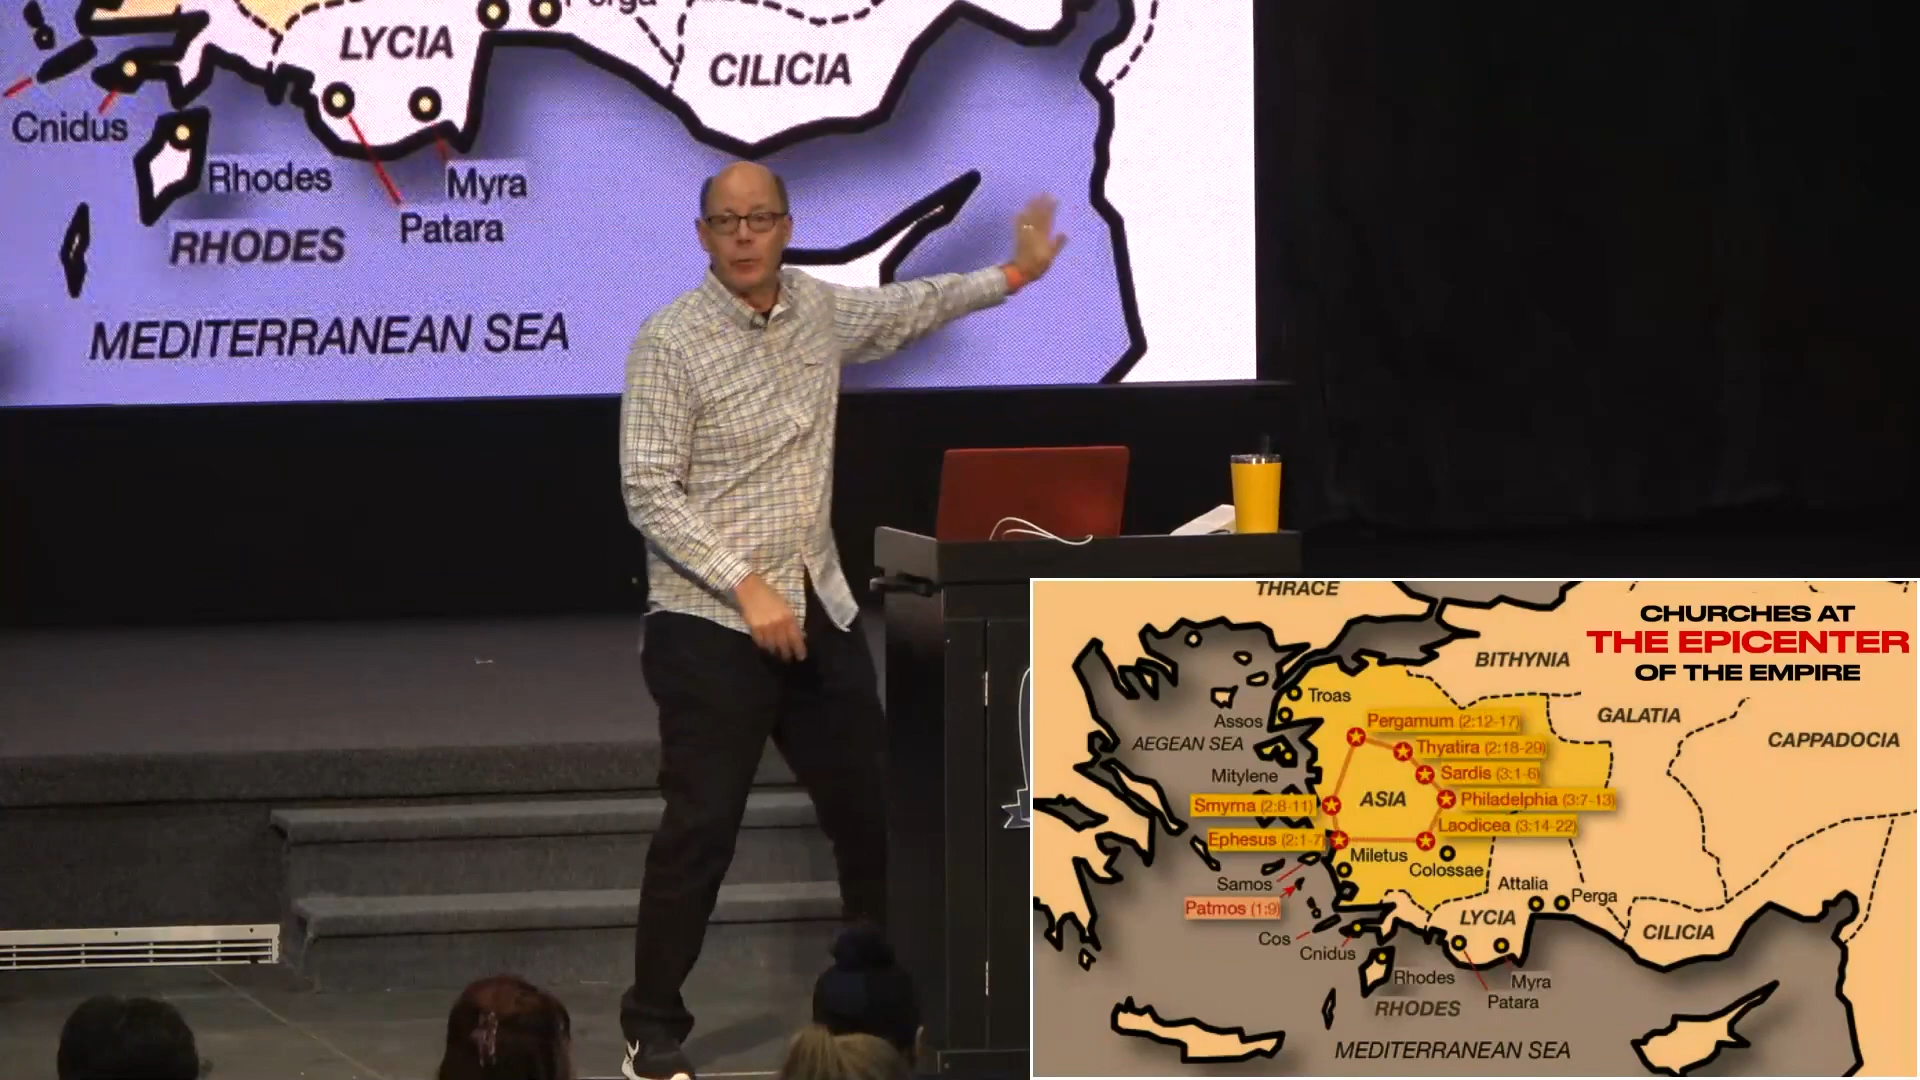 Perga
LYCIA
CILICIA
Cnidus
Rhodes
Myra
Patara
RHODES
MEDITERRANEAN SEA
THRACE
CHURCHES AT
THE EPICENTER
OF THE EMPIRE
BITHYNIA
Troas
GALATIA
Assos
Pergamum (2:12-17)
AEGEAN SEA
Thyatira (2:18-29)
CAPPADOCIA
Mitylene
Sardis (3:1-6)
Smyrna (2:8-11)
ASIA
Philadelphia (3:7-13)
Laodicea (3:14-22)
Ephesus (2:1-7)
Miletus
Colossae
Samos
Attalia
Perga
Patmos (1:9)
LYCIA
CILICIA
Cos
Cnidus
Rhodes
Myra
Patara
RHODES
MEDITERRANEAN SEA